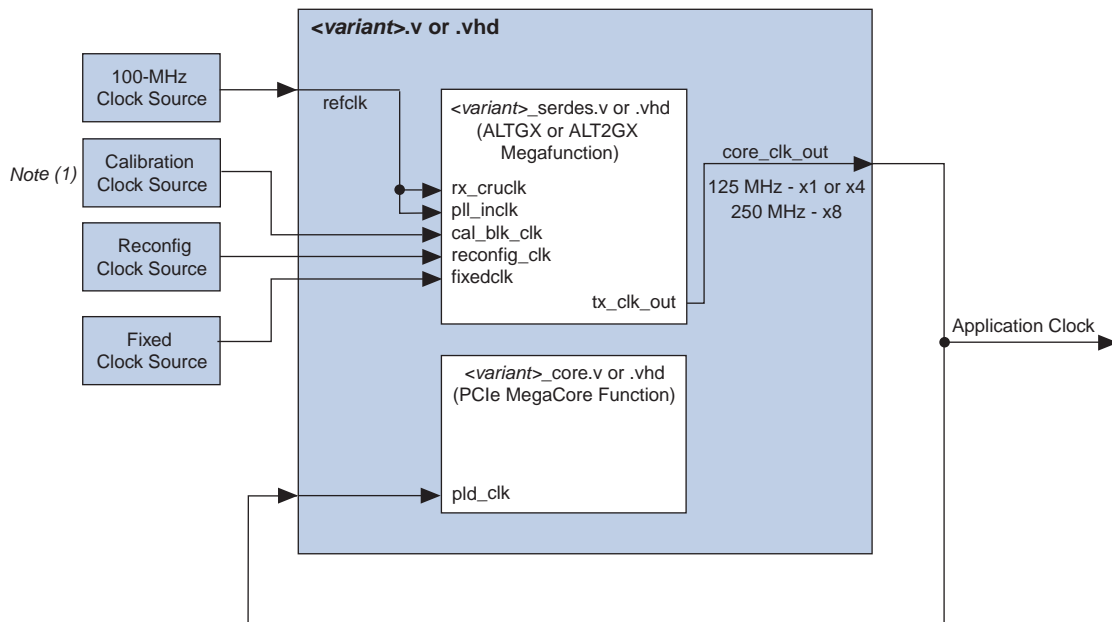 <variant>.v or .vhd
100-MHz
Clock Source
refclk
Note (1)
Calibration
Clock Source
Reconfig
Clock Source
Fixed
Clock Source
<variant>_serdes.v or .vhd
(ALTGX or ALT2GX
Megafunction)
rx_cruclk
pll_inclk
cal_blk_clk
reconfig_clk
fixedclk
tx_clk_out
core_clk_out
125 MHz - x1 or x4
250 MHz - x8
Application Clock
<variant>_core.v or .vhd
(PCIe MegaCore Function)
pld_clk